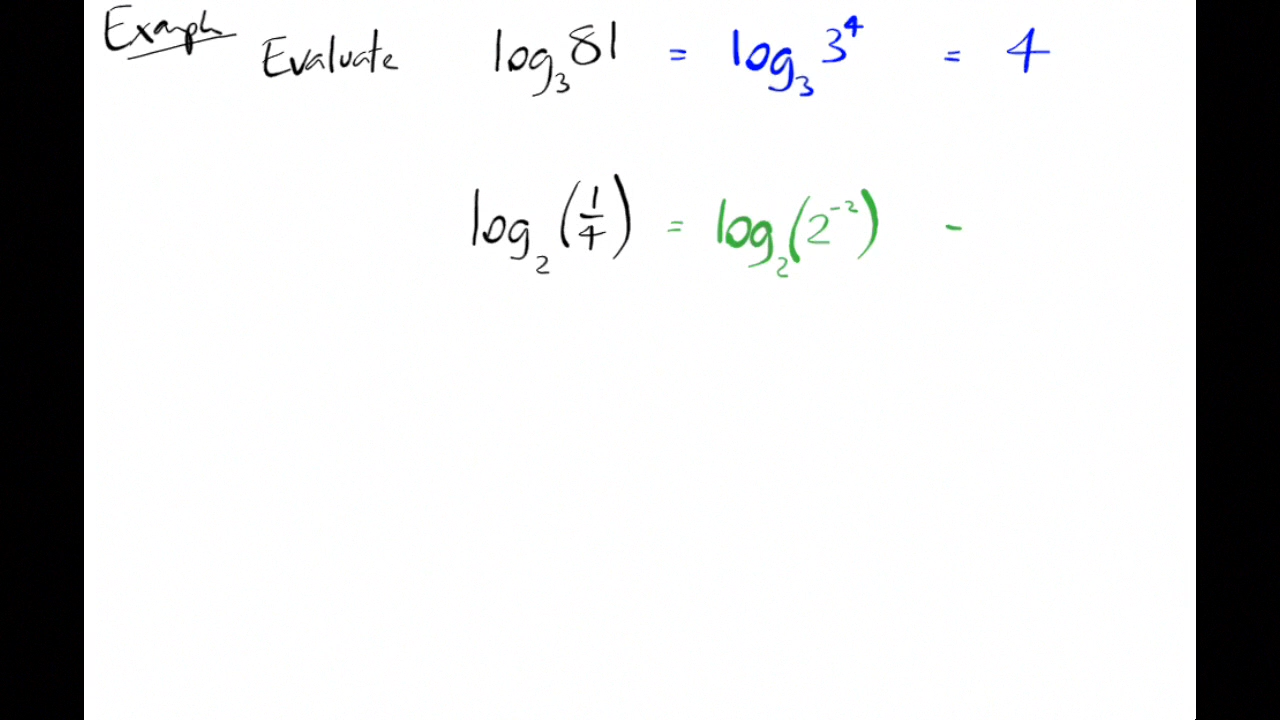 Example Evaluate log₃81 = log₃3⁴ = 4
log₂(1/4) = log₂(2⁻²) -